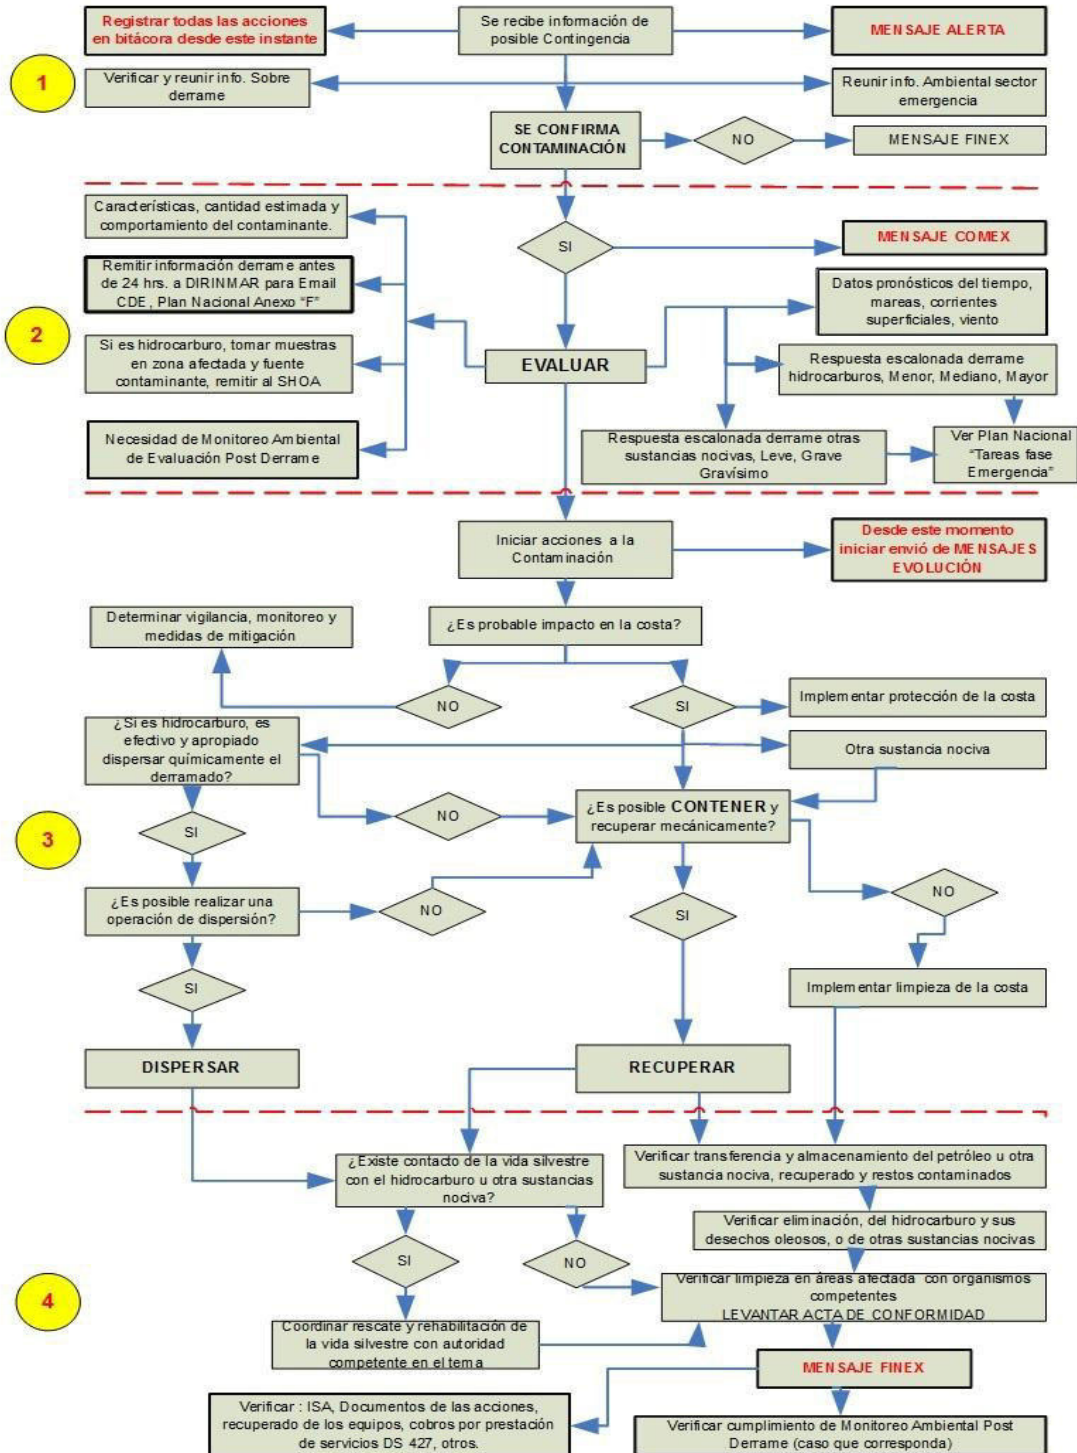 Registrar todas las acciones
en bitácora desde este instante
Se recibe información de
posible Contingencia
MENSAJE ALERTA
1
Verificar y reunir info. Sobre
derrame
Reunir info. Ambiental sector
emergencia
SE CONFIRMA
CONTAMINACIÓN
NO
MENSAJE FINEX
Características, cantidad estimada y
comportamiento del contaminante.
SI
MENSAJE COMEX
Remitir información derrame antes
de 24 hrs. a DIRINMAR para Email
CDE, Plan Nacional Anexo “F”
Datos pronósticos del tiempo,
mareas, corrientes
superficiales, viento
2
Si es hidrocarburo, tomar muestras
en zona afectada y fuente
contaminante, remitir al SHOA
EVALUAR
Respuesta escalonada derrame
hidrocarburos, Menor, Mediano, Mayor
Necesidad de Monitoreo Ambiental
de Evaluación Post Derrame
Respuesta escalonada derrame otras
sustancias nocivas, Leve, Grave
Gravísimo
Ver Plan Nacional
“Tareas fase
Emergencia”
Iniciar acciones a la
Contaminación
Desde este momento
iniciar envió de MENSAJES
EVOLUCIÓN
Determinar vigilancia, monitoreo y
medidas de mitigación
¿Es probable impacto en la costa?
NO
SI
Implementar protección de la costa
¿Si es hidrocarburo, es
efectivo y apropiado
dispersar químicamente el
derramado?
Otra sustancia nociva
3
SI
NO
¿Es posible CONTENER y
recuperar mecánicamente?
¿Es posible realizar una
operación de dispersión?
NO
SI
NO
SI
Implementar limpieza de la costa
DISPERSAR
RECUPERAR
¿Existe contacto de la vida silvestre
con el hidrocarburo u otra sustancias
nociva?
Verificar transferencia y almacenamiento del petróleo u otra
sustancia nociva, recuperado y restos contaminados
Verificar eliminación, del hidrocarburo y sus
desechos oleosos, o de otras sustancias nocivas
4
SI
NO
Verificar limpieza en áreas afectada con organismos
competentes
LEVANTAR ACTA DE CONFORMIDAD
Coordinar rescate y rehabilitación de
la vida silvestre con autoridad
competente en el tema
MENSAJE FINEX
Verificar : ISA, Documentos de las acciones,
recuperado de los equipos, cobros por prestación
de servicios DS 427, otros.
Verificar cumplimiento de Monitoreo Ambiental Post
Derrame (caso que corresponda)